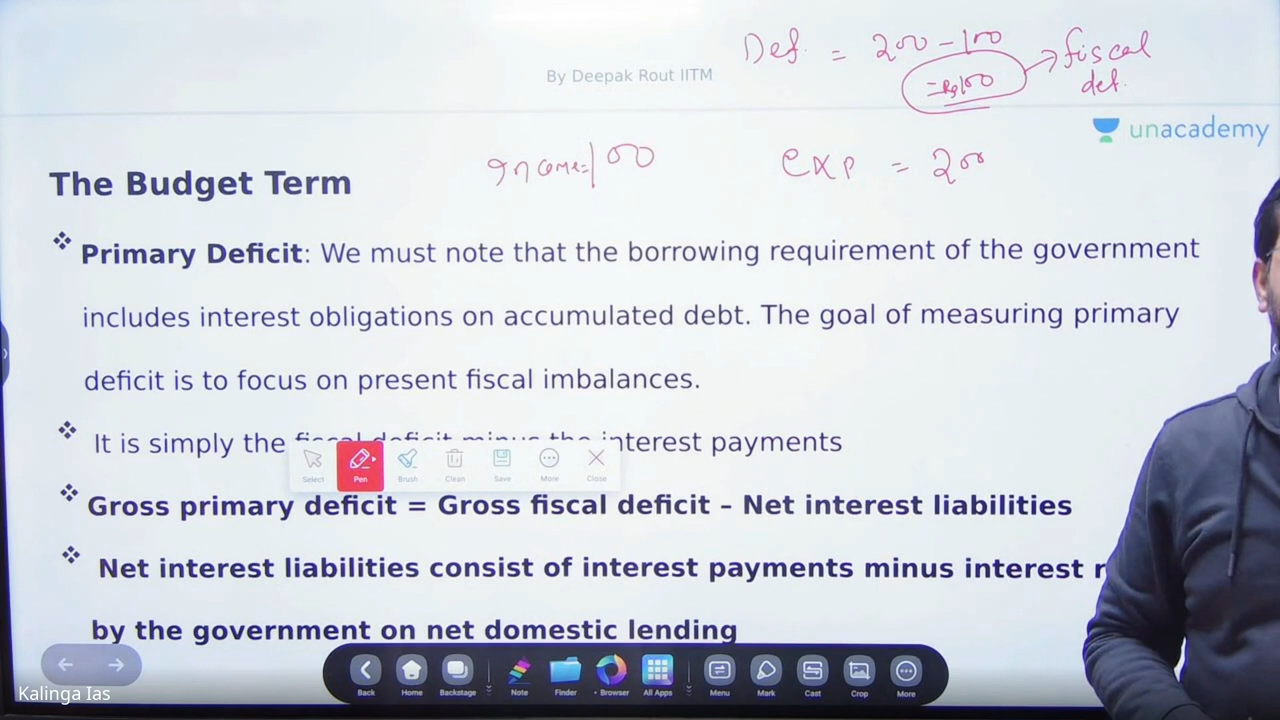 Def. = 200 - 100
By Deepak Rout IITM
fiscal
def.
unacademy
Income=100
exp = 200
The Budget Term
❖ Primary Deficit: We must note that the borrowing requirement of the government
includes interest obligations on accumulated debt. The goal of measuring primary
deficit is to focus on present fiscal imbalances.
❖ It is simply the fiscal deficit minus the interest payments
Select
Pen
Brush
Clean
Save
More
Close
❖ Gross primary deficit = Gross fiscal deficit – Net interest liabilities
❖ Net interest liabilities consist of interest payments minus interest
by the government on net domestic lending
Back
Home
Backstage
Note
Finder
Browser
All Apps
Menu
Mark
Cast
Crop
More
Kalinga Ias